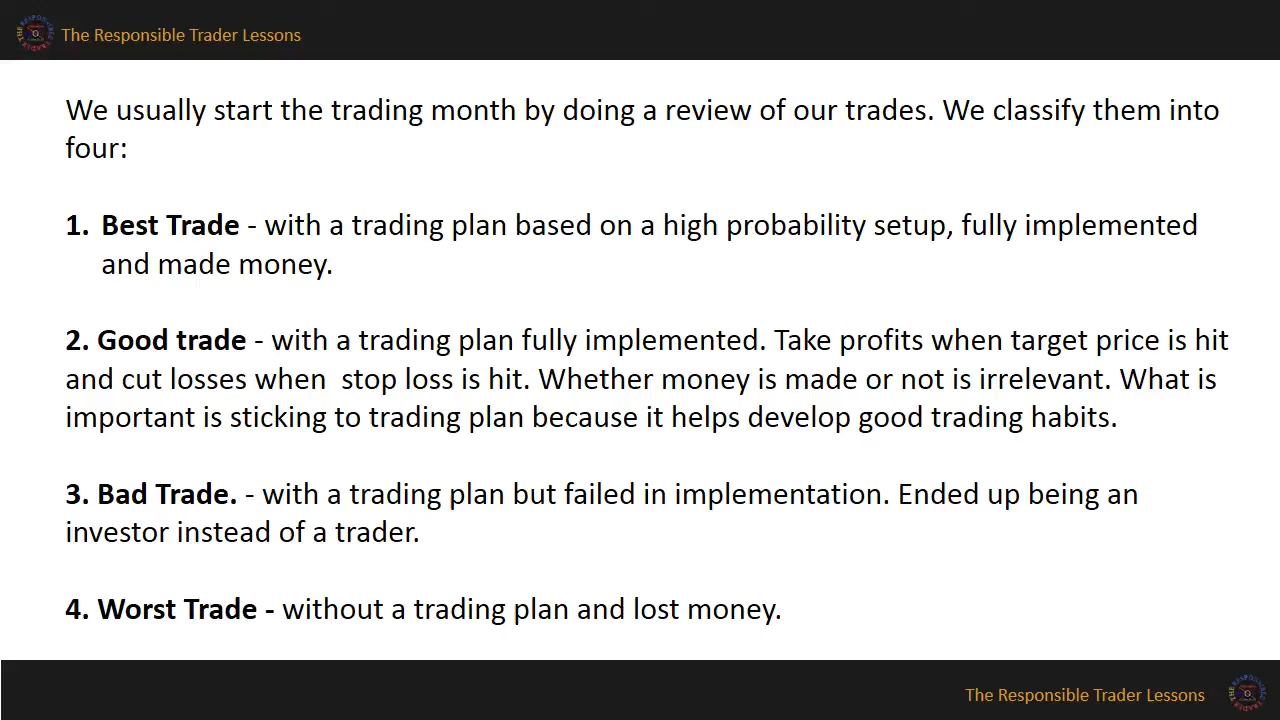 The Responsible Trader Lessons
We usually start the trading month by doing a review of our trades. We classify them into
four:
1. Best Trade - with a trading plan based on a high probability setup, fully implemented
and made money.
2. Good trade - with a trading plan fully implemented. Take profits when target price is hit
and cut losses when  stop loss is hit. Whether money is made or not is irrelevant. What is
important is sticking to trading plan because it helps develop good trading habits.
3. Bad Trade. - with a trading plan but failed in implementation. Ended up being an
investor instead of a trader.
4. Worst Trade - without a trading plan and lost money.
The Responsible Trader Lessons